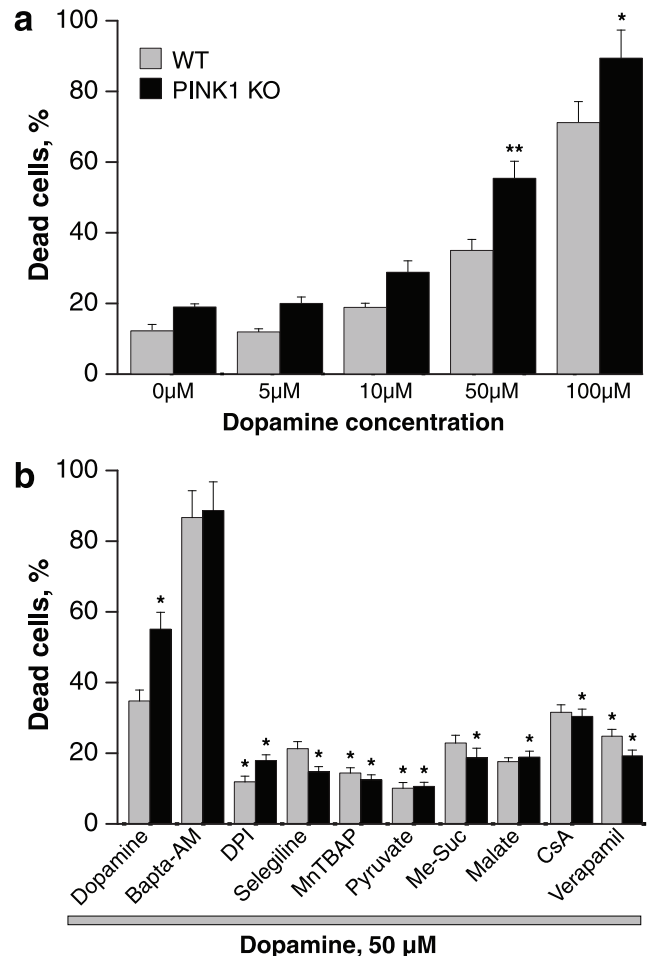 a
100
80
60
40
20
0
Dead cells, %
WT
PINK1 KO
**
*
0µM 5µM 10µM 50µM 100µM
Dopamine concentration
b
100
80
60
40
20
0
Dead cells, %
*
* *
*
* *
* *
*
*
*
* *
Dopamine Bapta-AM DPI Selegiline MnTBAP Pyruvate Me-Suc Malate CsA Verapamil
Dopamine, 50 µM